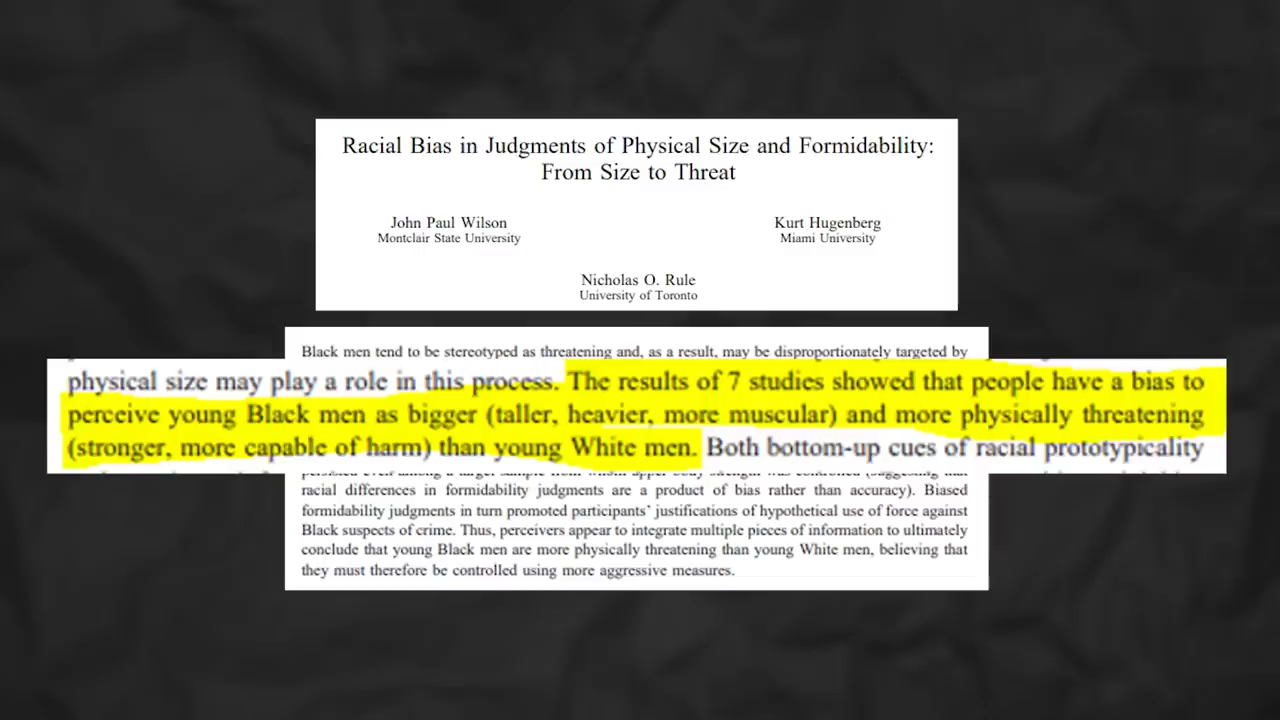 Racial Bias in Judgments of Physical Size and Formidability:
From Size to Threat
John Paul Wilson
Montclair State University
Kurt Hugenberg
Miami University
Nicholas O. Rule
University of Toronto
Black men tend to be stereotyped as threatening and, as a result, may be disproportionately targeted by
physical size may play a role in this process. The results of 7 studies showed that people have a bias to
perceive young Black men as bigger (taller, heavier, more muscular) and more physically threatening
(stronger, more capable of harm) than young White men. Both bottom-up cues of racial prototypicality
racial differences in formidability judgments are a product of bias rather than accuracy). Biased
formidability judgments in turn promoted participants' justifications of hypothetical use of force against
Black suspects of crime. Thus, perceivers appear to integrate multiple pieces of information to ultimately
conclude that young Black men are more physically threatening than young White men, believing that
they must therefore be controlled using more aggressive measures.